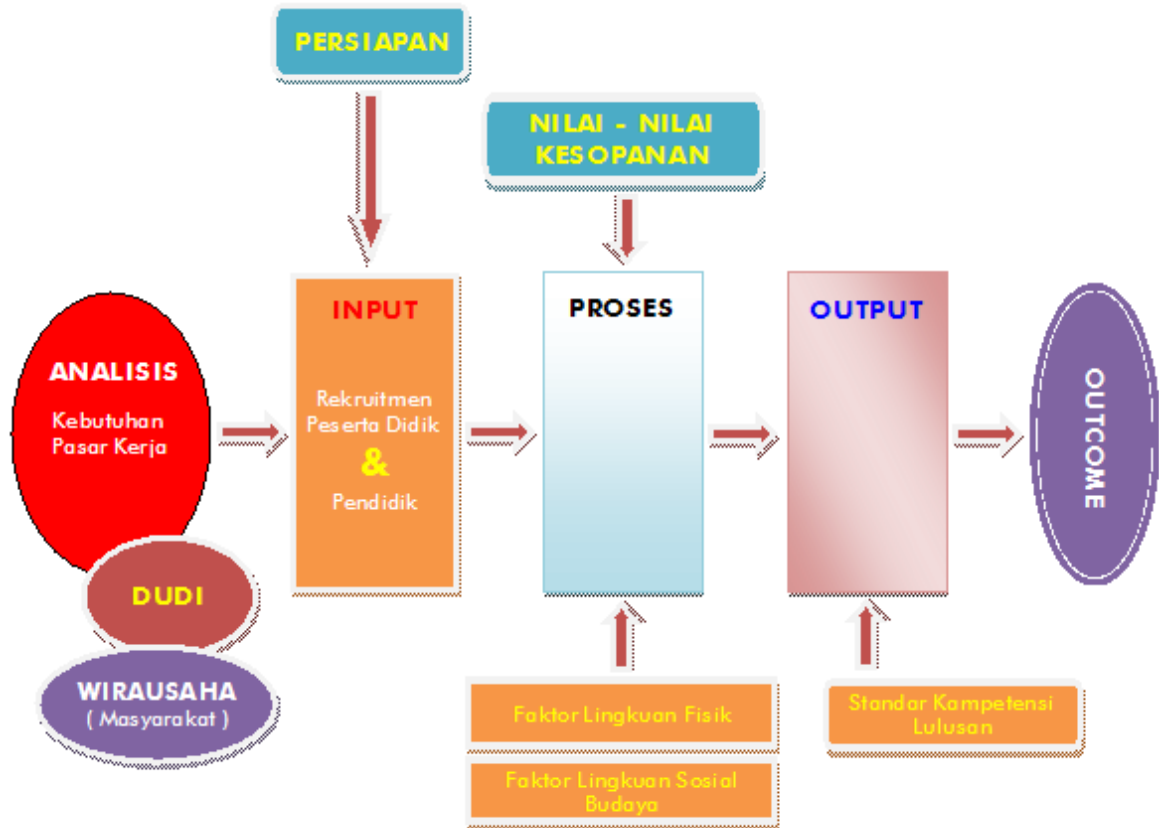 PERSIAPAN
NILAI - NILAI
KESOPANAN
ANALISIS
Kebutuhan
Pasar Kerja
DUDI
WIRAUSAHA
( Masyarakat )
INPUT
Rekruitmen
Peserta Didik
&
Pendidik
PROSES
OUTPUT
OUTCOME
Faktor Lingkuan Fisik
Faktor Lingkuan Sosial
Budaya
Standar Kampetensi
Lulusan